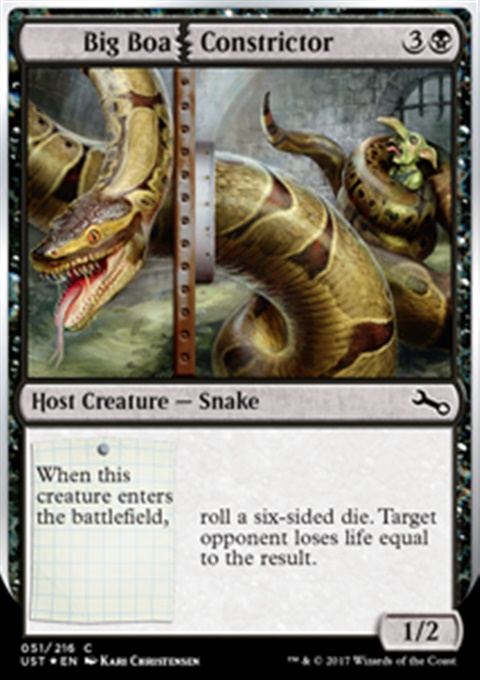 Big Boa Constrictor 3
Host Creature — Snake
When this
creature enters
the battlefield,
roll a six-sided die. Target
opponent loses life equal
to the result.
1/2
051/216 C
UST ★ EN Kari Christensen
™ & © 2017 Wizards of the Coast